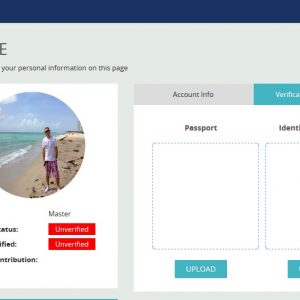 E
your personal information on this page
Account Info
Verifica
Passport
Identi
Master
tatus:
Unverified
ified:
Unverified
ontribution:
UPLOAD